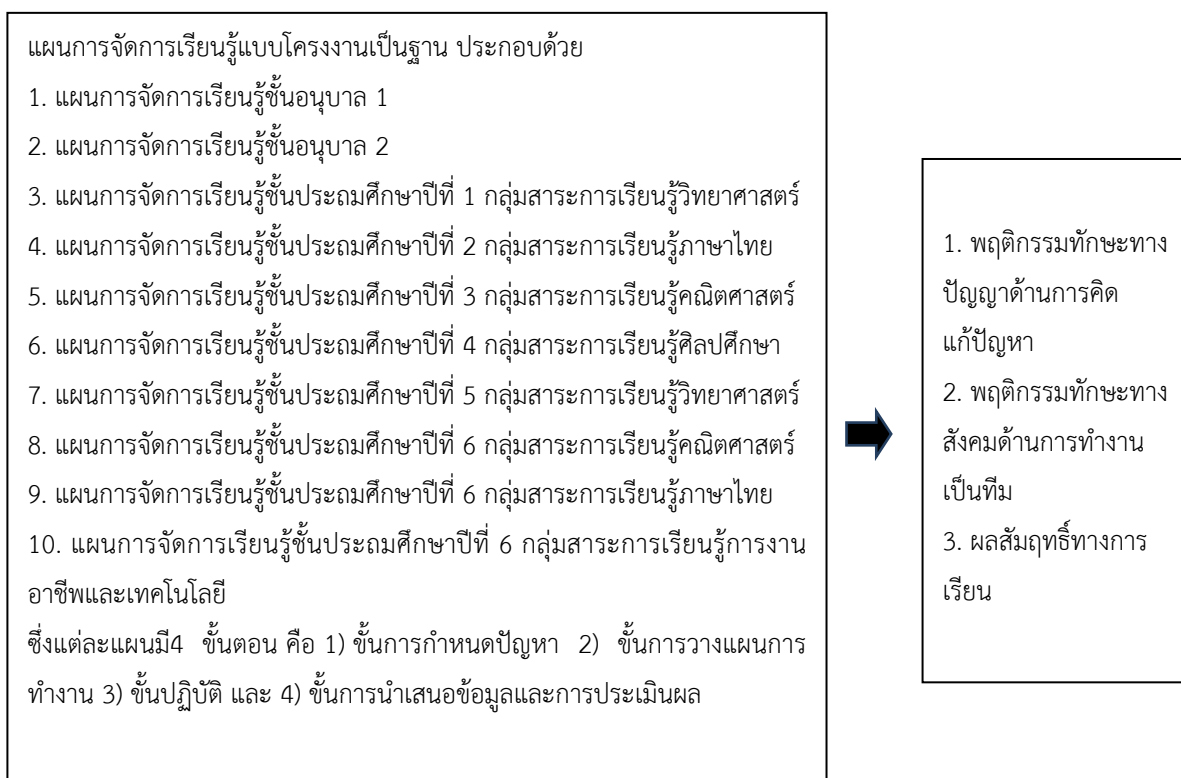 แผนการจัดการเรียนรู้แบบโครงงานเป็นฐาน ประกอบด้วย
1. แผนการจัดการเรียนรู้ชั้นอนุบาล 1
2. แผนการจัดการเรียนรู้ชั้นอนุบาล 2
3. แผนการจัดการเรียนรู้ชั้นประถมศึกษาปีที่ 1 กลุ่มสาระการเรียนรู้วิทยาศาสตร์
4. แผนการจัดการเรียนรู้ชั้นประถมศึกษาปีที่ 2 กลุ่มสาระการเรียนรู้ภาษาไทย
5. แผนการจัดการเรียนรู้ชั้นประถมศึกษาปีที่ 3 กลุ่มสาระการเรียนรู้คณิตศาสตร์
6. แผนการจัดการเรียนรู้ชั้นประถมศึกษาปีที่ 4 กลุ่มสาระการเรียนรู้ศิลปศึกษา
7. แผนการจัดการเรียนรู้ชั้นประถมศึกษาปีที่ 5 กลุ่มสาระการเรียนรู้วิทยาศาสตร์
8. แผนการจัดการเรียนรู้ชั้นประถมศึกษาปีที่ 6 กลุ่มสาระการเรียนรู้คณิตศาสตร์
9. แผนการจัดการเรียนรู้ชั้นประถมศึกษาปีที่ 6 กลุ่มสาระการเรียนรู้ภาษาไทย
10. แผนการจัดการเรียนรู้ชั้นประถมศึกษาปีที่ 6 กลุ่มสาระการเรียนรู้การงาน
อาชีพและเทคโนโลยี
ซึ่งแต่ละแผนมี4 ขั้นตอน คือ 1) ขั้นการกำหนดปัญหา 2) ขั้นการวางแผนการ
ทำงาน 3) ขั้นปฏิบัติ และ 4) ขั้นการนำเสนอข้อมูลและการประเมินผล
1. พฤติกรรมทักษะทาง
ปัญญาด้านการคิด
แก้ปัญหา
2. พฤติกรรมทักษะทาง
สังคมด้านการทำงาน
เป็นทีม
3. ผลสัมฤทธิ์ทางการ
เรียน